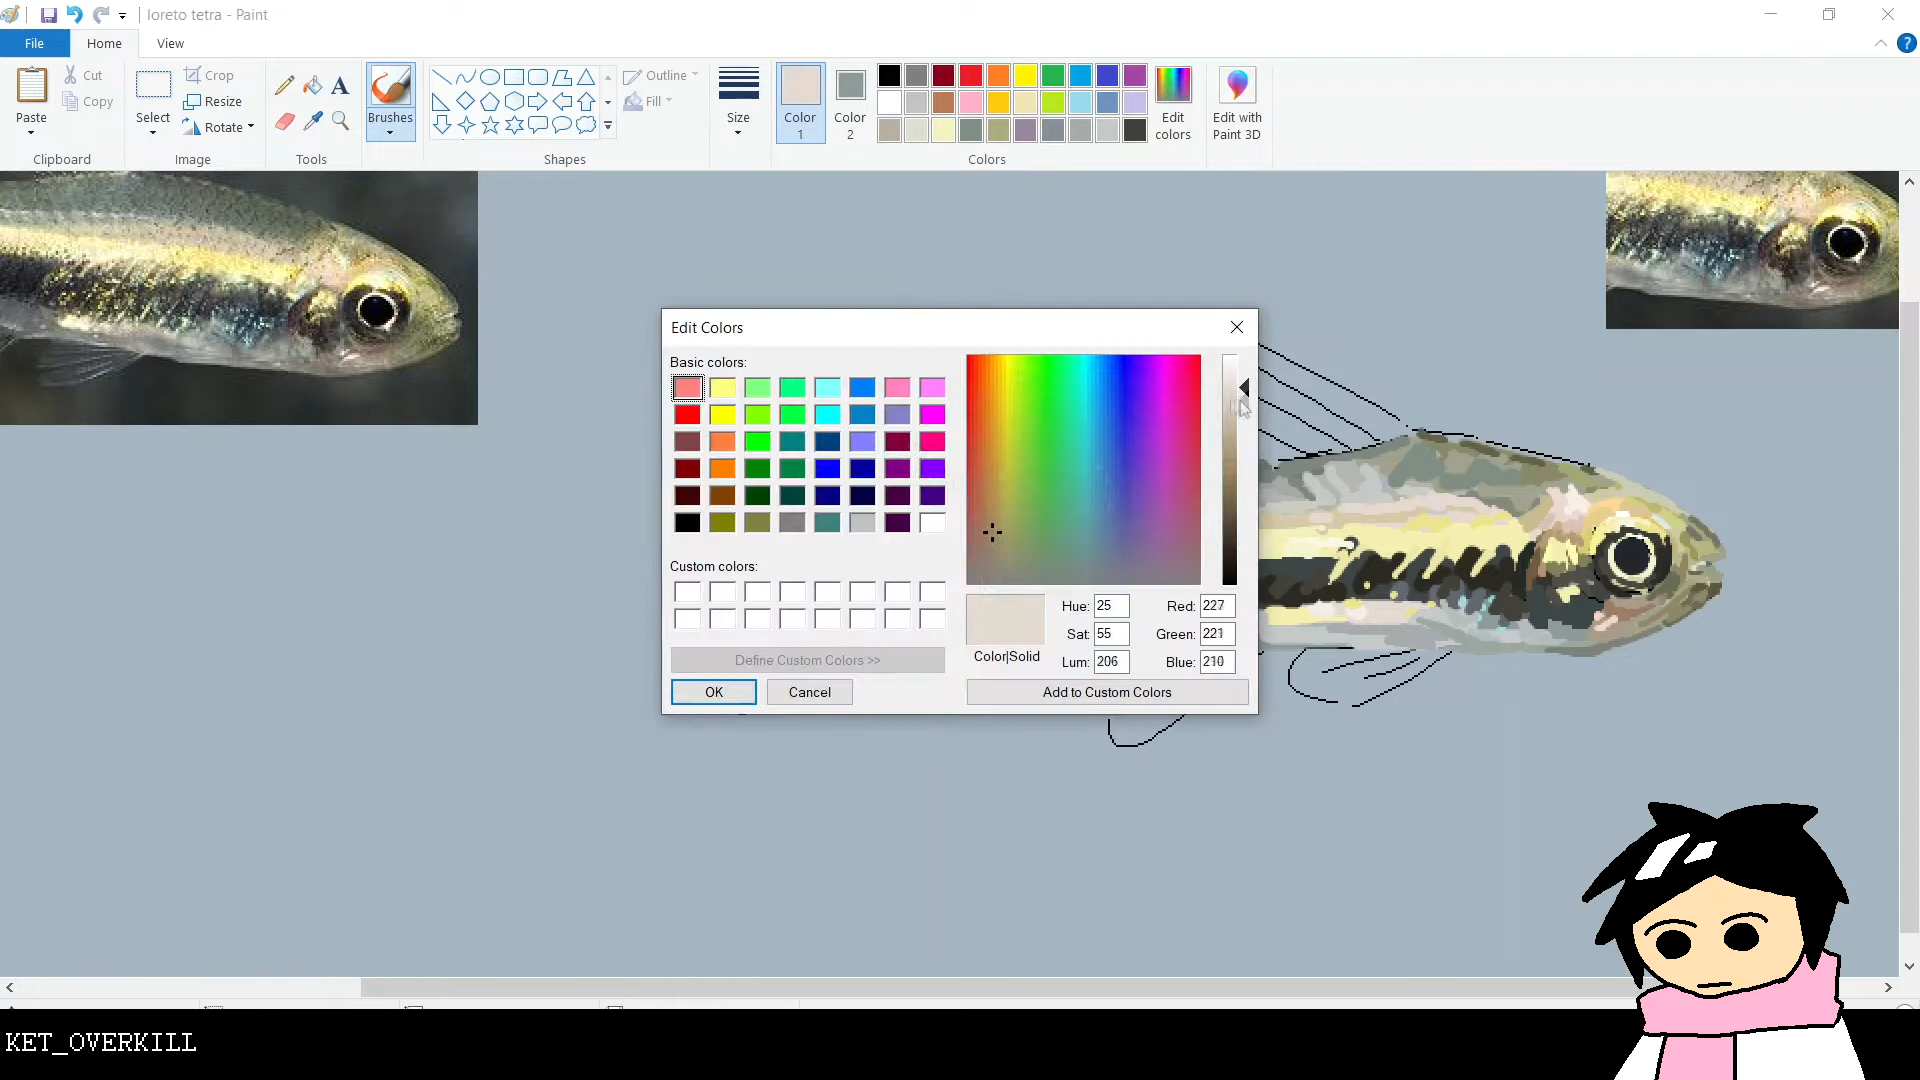 loreto tetra - Paint
File Home View
Paste Cut Copy Clipboard
Select Crop Resize Rotate Image
Tools
Brushes
Shapes
Outline Fill
Size
Color 1 Color 2
Colors
Edit colors
Edit with Paint 3D
Edit Colors
Basic colors:
Custom colors:
Define Custom Colors >>
OK Cancel
Color|Solid
Hue: 25 Red: 227
Sat: 55 Green: 221
Lum: 206 Blue: 210
Add to Custom Colors
KET_OVERKILL